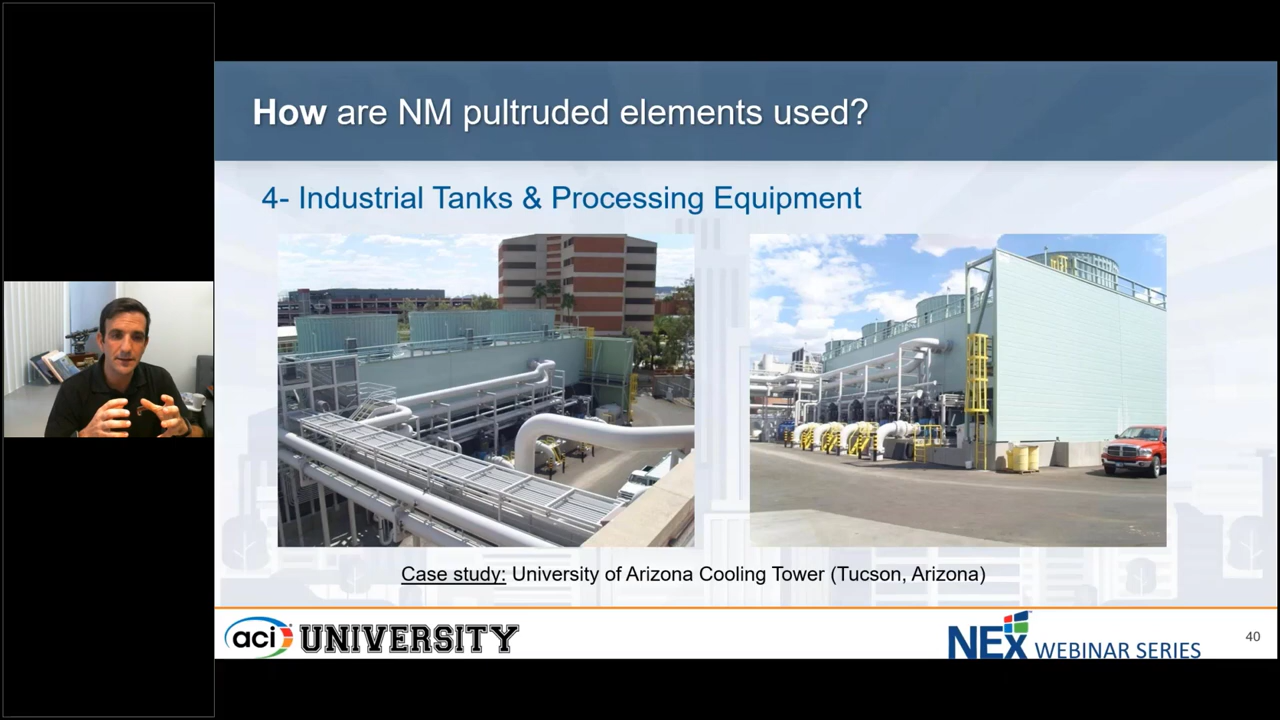 How are NM pultruded elements used?
4- Industrial Tanks & Processing Equipment
Case study: University of Arizona Cooling Tower (Tucson, Arizona)
aci UNIVERSITY
NEx WEBINAR SERIES
40